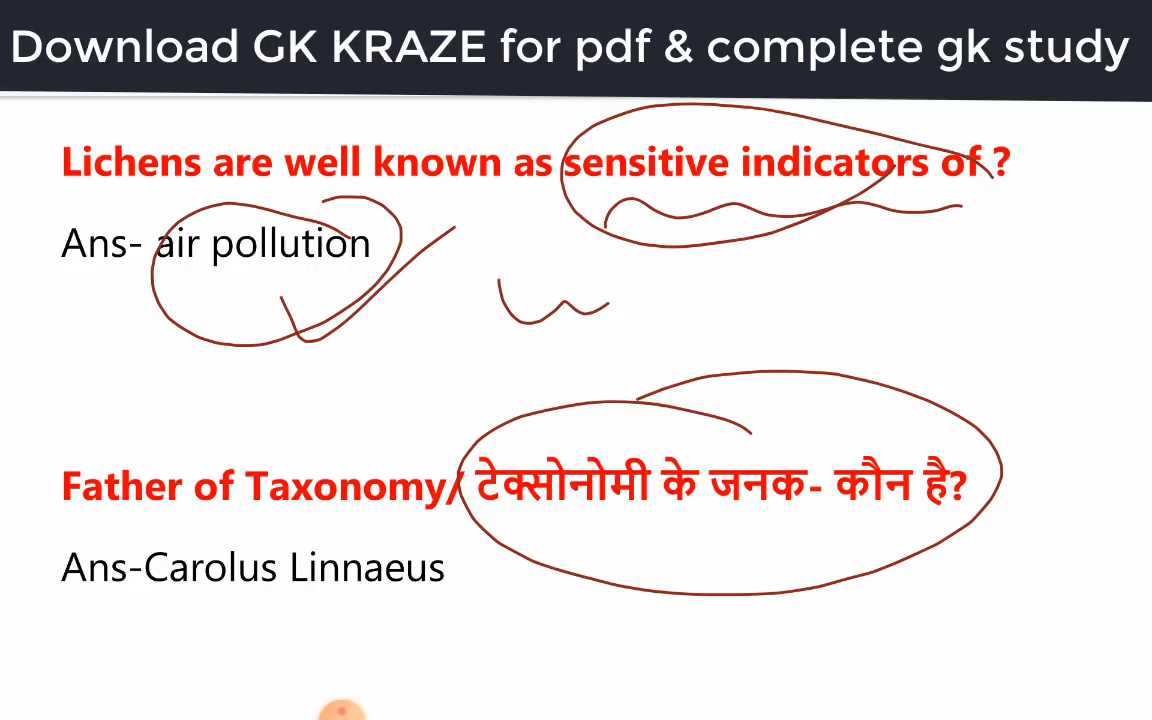 Download GK KRAZE for pdf & complete gk study
Lichens are well known as sensitive indicators of ?
Ans- air pollution
Father of Taxonomy/ टेक्सोनोमी के जनक- कौन है?
Ans-Carolus Linnaeus